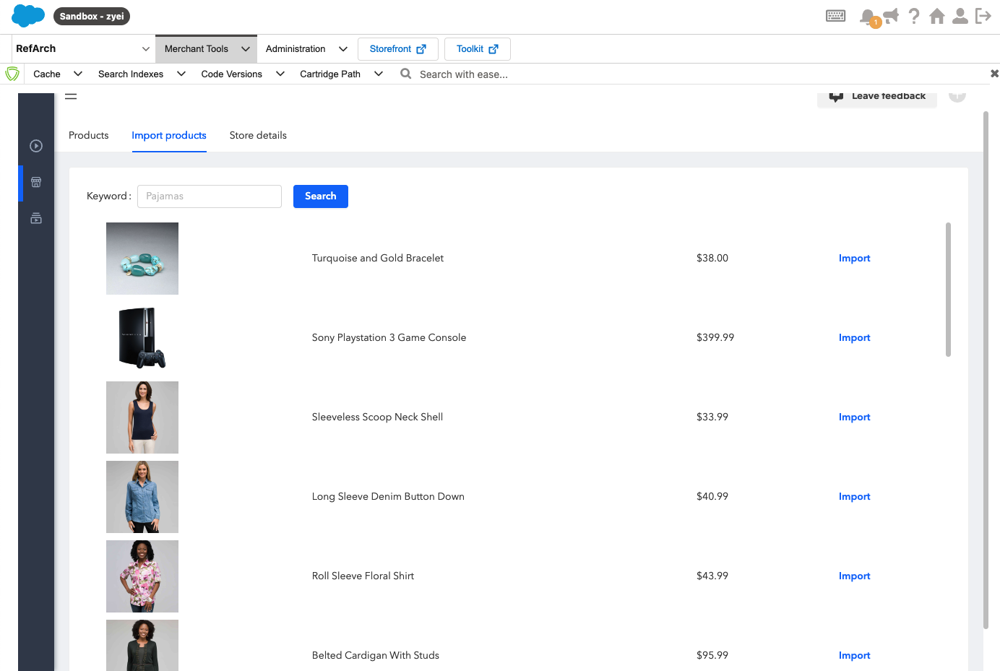 Sandbox - zyei
1
RefArch
Merchant Tools
Administration
Storefront
Toolkit
Cache
Search Indexes
Code Versions
Cartridge Path
Search with ease...
Leave feedback
Products
Import products
Store details
Keyword :
Pajamas
Search
Turquoise and Gold Bracelet
$38.00
Import
Sony Playstation 3 Game Console
$399.99
Import
Sleeveless Scoop Neck Shell
$33.99
Import
Long Sleeve Denim Button Down
$40.99
Import
Roll Sleeve Floral Shirt
$43.99
Import
Belted Cardigan With Studs
$95.99
Import